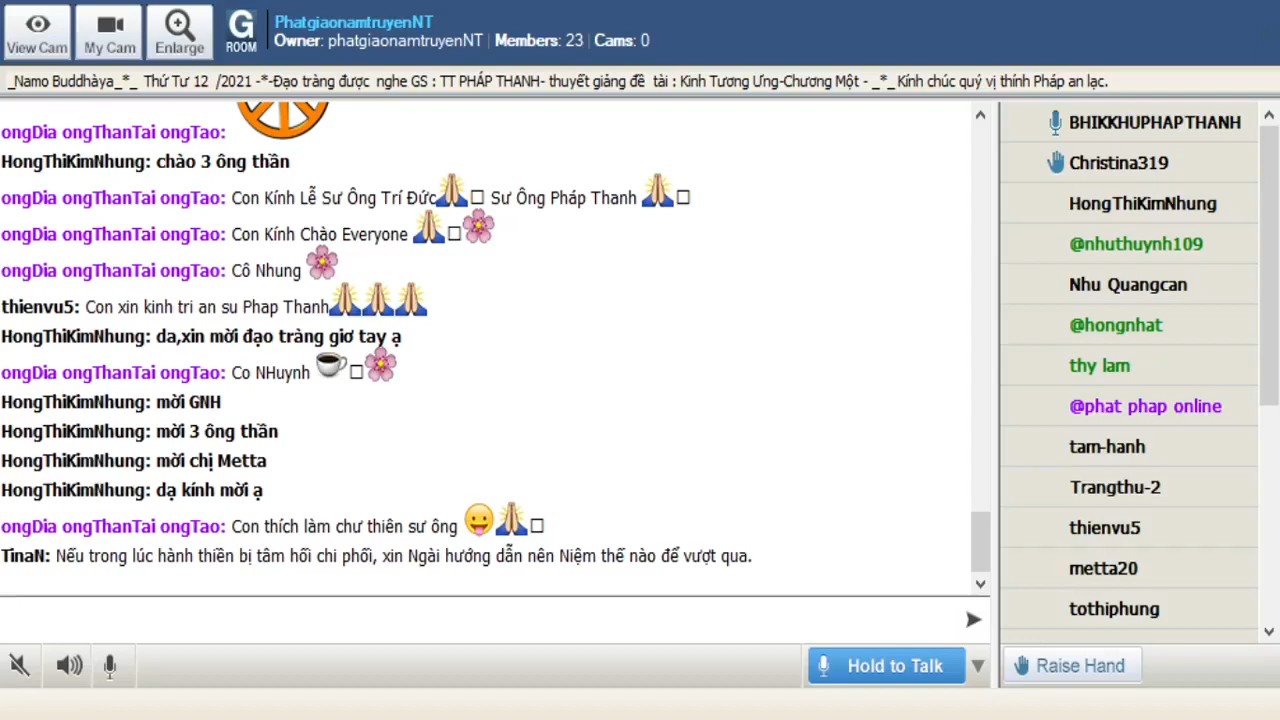 View Cam
My Cam
Enlarge
G ROOM
PhatgiaonamtruyenNT
Owner: phatgiaonamtruyenNT | Members: 23 | Cams: 0
_Namo Buddhàya_*_ Thứ Tư 12 /2021 -*-Đạo tràng được nghe GS : TT PHÁP THANH- thuyết giảng đề tài : Kinh Tương Ưng-Chương Một - _*_ Kính chúc quý vị thính Pháp an lạc.
ongDia ongThanTai ongTao:
HongThiKimNhung: chào 3 ông thần
ongDia ongThanTai ongTao: Con Kính Lễ Sư Ông Trí Đức🙏 Sư Ông Pháp Thanh 🙏
ongDia ongThanTai ongTao: Con Kính Chào Everyone 🙏🌸
ongDia ongThanTai ongTao: Cô Nhung 🌸
thienvu5: Con xin kinh tri an su Phap Thanh🙏🙏🙏
HongThiKimNhung: da,xin mời đạo tràng giơ tay ạ
ongDia ongThanTai ongTao: Co NHuynh ☕🌸
HongThiKimNhung: mời GNH
HongThiKimNhung: mời 3 ông thần
HongThiKimNhung: mời chị Metta
HongThiKimNhung: dạ kính mời ạ
ongDia ongThanTai ongTao: Con thích làm chư thiên sư ông 😛🙏
TinaN: Nếu trong lúc hành thiền bị tâm hối chi phối, xin Ngài hướng dẫn nên Niệm thế nào để vượt qua.
Hold to Talk
BHIKKHUPHAPTHANH
Christina319
HongThiKimNhung
@nhuthuynh109
Nhu Quangcan
@hongnhat
thy lam
@phat phap online
tam-hanh
Trangthu-2
thienvu5
metta20
tothiphung
Raise Hand